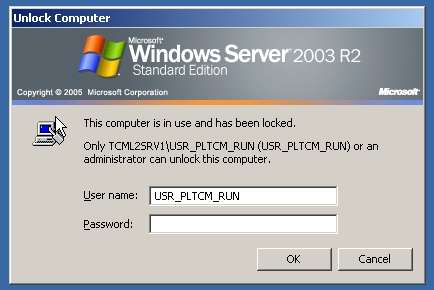 Unlock Computer
Microsoft
Windows Server 2003 R2
Standard Edition
Copyright © 2005 Microsoft Corporation
Microsoft
This computer is in use and has been locked.
Only TCML2SRV1\USR_PLTCM_RUN (USR_PLTCM_RUN) or an
administrator can unlock this computer.
User name: USR_PLTCM_RUN
Password:
OK Cancel